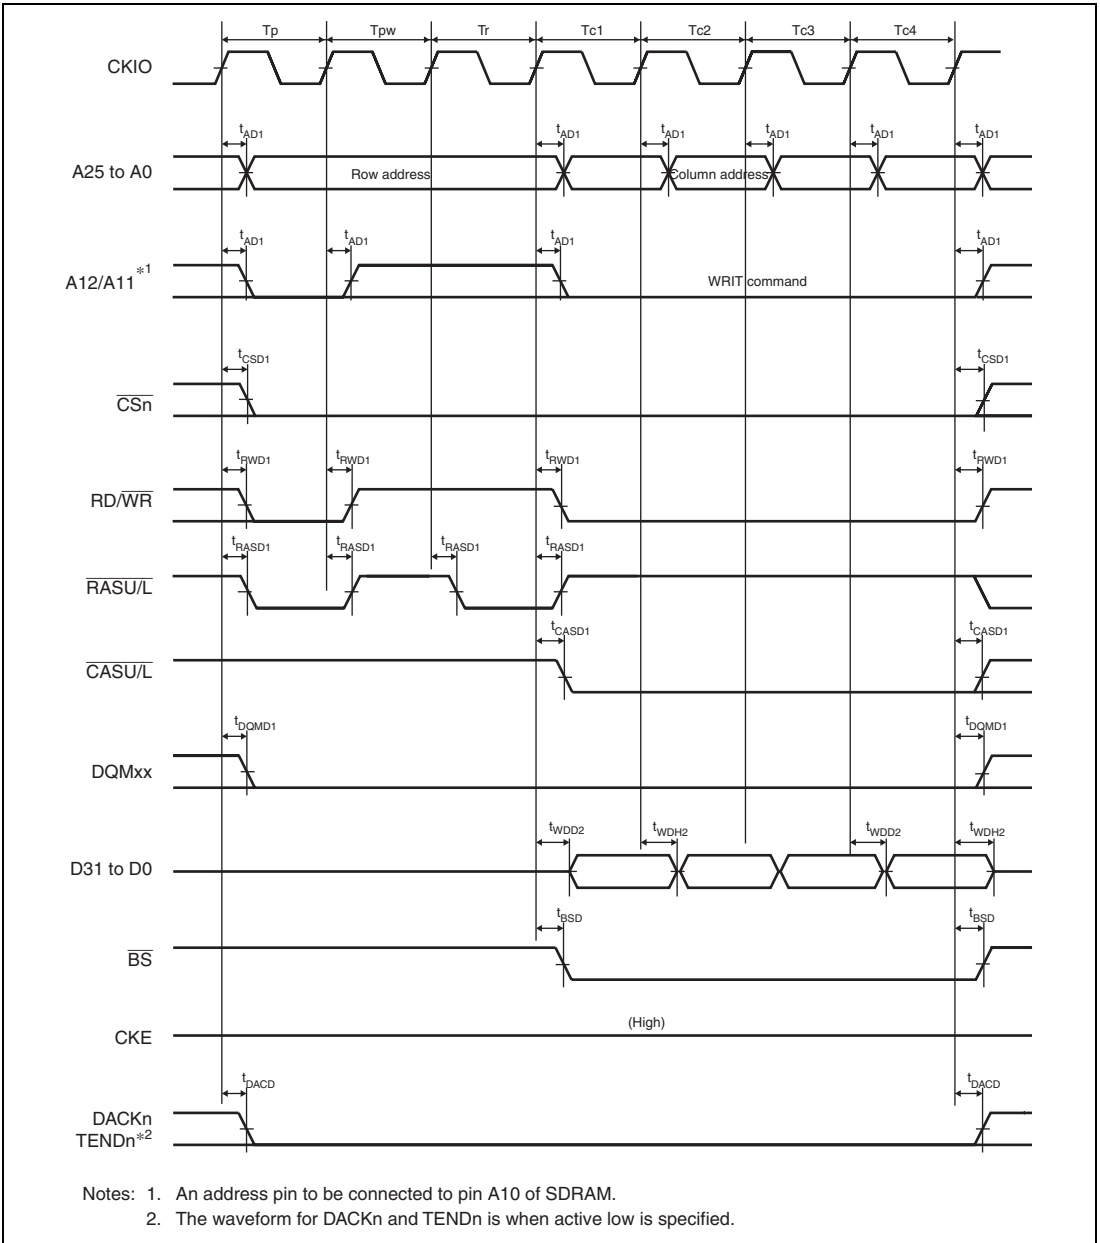 Tp Tpw Tr Tc1 Tc2 Tc3 Tc4
CKIO
tAD1 tAD1 tAD1 tAD1 tAD1 tAD1
A25 to A0
Row address
Column address
tAD1 tAD1 tAD1 tAD1
A12/A11*1
WRIT command
tCSD1 tCSD1
CSn
tRWD1 tRWD1 tRWD1 tRWD1
RD/WR
tRASD1 tRASD1 tRASD1 tRASD1
RASU/L
tCASD1 tCASD1
CASU/L
tDQMD1 tDQMD1
DQMxx
tWDD2 tWDH2 tWDD2 tWDH2
D31 to D0
tBSD tBSD
BS
(High)
CKE
tDACD tDACD
DACKn
TENDn*2
Notes: 1. An address pin to be connected to pin A10 of SDRAM.
2. The waveform for DACKn and TENDn is when active low is specified.